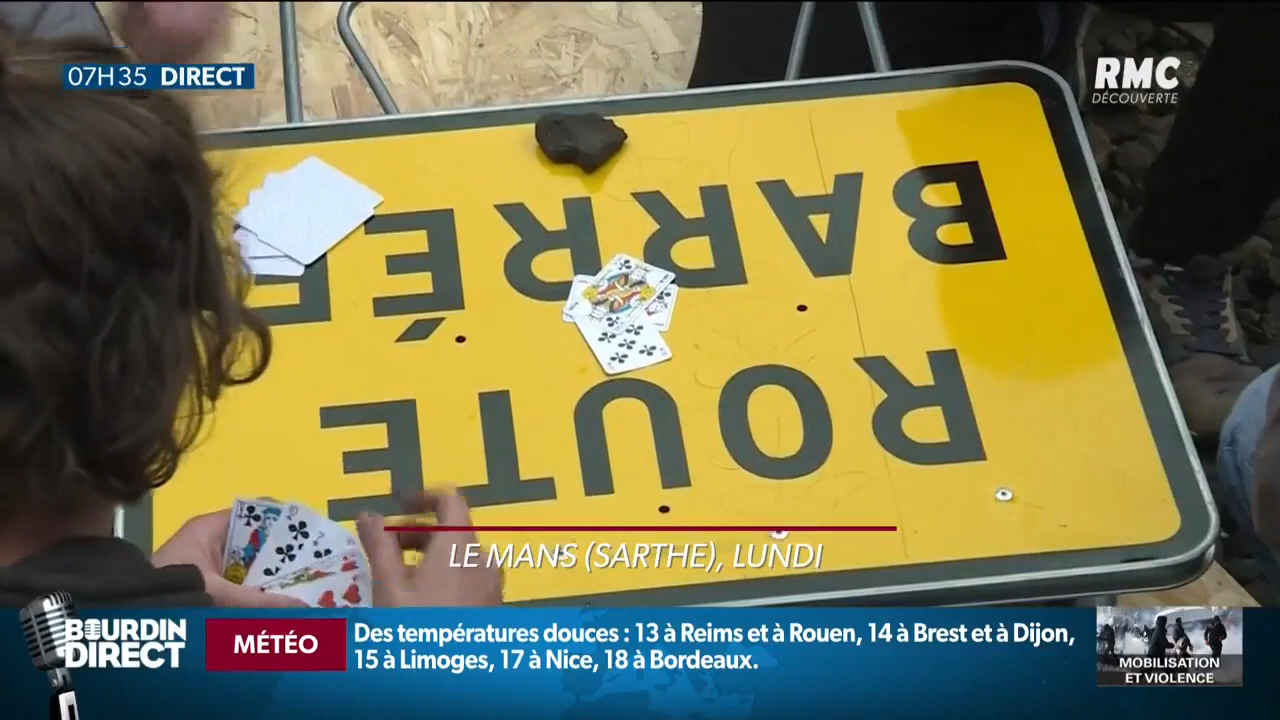 07H35 DIRECT
RMC
DÉCOUVERTE
ROUTE
BARRÉE
LE MANS (SARTHE), LUNDI
BOURDIN
DIRECT
MÉTÉO
Des températures douces : 13 à Reims et à Rouen, 14 à Brest et à Dijon,
15 à Limoges, 17 à Nice, 18 à Bordeaux.
MOBILISATION
ET VIOLENCE